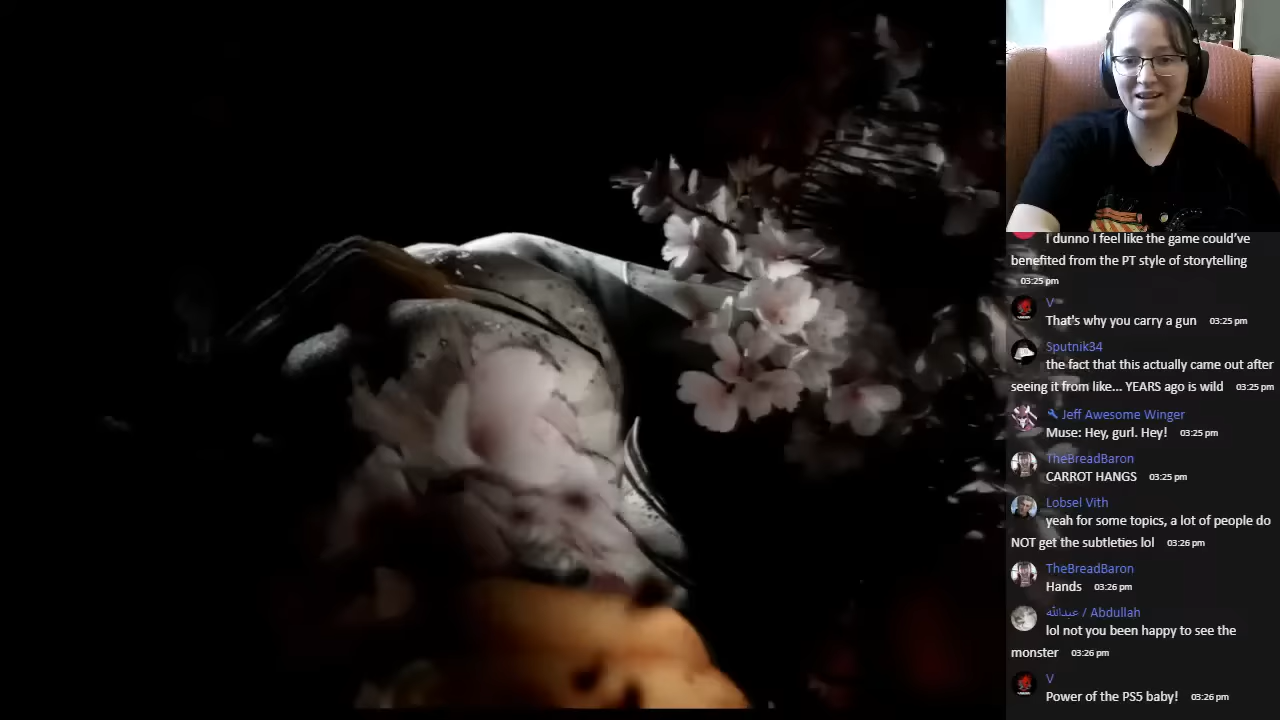 I dunno I feel like the game could've
benefited from the PT style of storytelling
03:25 pm
V
That's why you carry a gun 03:25 pm
Sputnik34
the fact that this actually came out after
seeing it from like... YEARS ago is wild 03:25 pm
Jeff Awesome Winger
Muse: Hey, gurl. Hey! 03:25 pm
TheBreadBaron
CARROT HANGS 03:25 pm
Lobsel Vith
yeah for some topics, a lot of people do
NOT get the subtleties lol 03:26 pm
TheBreadBaron
Hands 03:26 pm
عبدالله / Abdullah
lol not you been happy to see the
monster 03:26 pm
V
Power of the PS5 baby! 03:26 pm